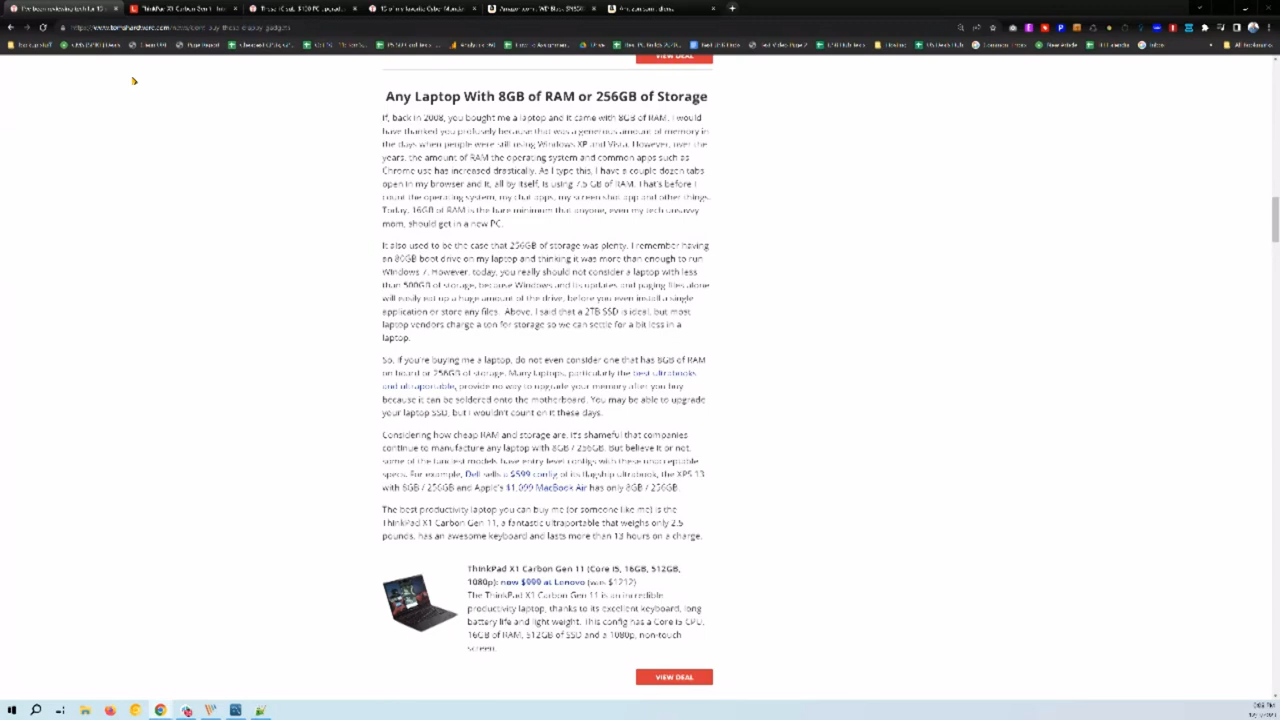 ThinkPad X1 Carbon Gen 11
https://www.tomshardware.com/news/
VIEW DEAL
Any Laptop With 8GB of RAM or 256GB of Storage
If, back in 2008, you bought me a laptop and it came with 8GB of RAM, I would
have thanked you profusely because that was a generous amount of memory in
the days when people were still using Windows XP and Vista. However, over the
years, the amount of RAM the operating system and common apps such as
Chrome use has increased drastically. As I type this, I have a couple dozen tabs
open in my browser and it, all by itself, is using 7.5 GB of RAM. That's before I
count the operating system, my chat apps, my screen shot app and other things.
Today, 16GB of RAM is the bare minimum that anyone, even my tech unsavvy
mom, should get in a new PC.
It also used to be the case that 256GB of storage was plenty. I remember having
an 80GB boot drive on my laptop and thinking it was more than enough to run
Windows 7. However, today, you really should not consider a laptop with less
than 500GB of storage, because Windows and its updates and paging files alone
will easily eat up a huge amount of the drive, before you even install a single
application or store any files. Above, I said that a 2TB SSD is ideal, but most
laptop vendors charge a ton for storage so we can settle for a bit less in a
laptop.
So, if you're buying me a laptop, do not even consider one that has 8GB of RAM
on board or 256GB of storage. Many laptops, particularly the best ultrabooks
and ultraportable, provide no way to upgrade your memory after you buy
because it can be soldered onto the motherboard. You may be able to upgrade
your laptop SSD, but I wouldn't count on it these days.
Considering how cheap RAM and storage are, it's shameful that companies
continue to manufacture any laptop with 8GB / 256GB. But believe it or not,
some of the fanciest models have entry level configs with these unacceptable
specs. For example, Dell sells a $599 config of its flagship ultrabook, the XPS 13
with 8GB / 256GB and Apple's $1,099 MacBook Air has only 8GB / 256GB.
The best productivity laptop you can buy me (or someone like me) is the
ThinkPad X1 Carbon Gen 11, a fantastic ultraportable that weighs only 2.5
pounds, has an awesome keyboard and lasts more than 13 hours on a charge.
ThinkPad X1 Carbon Gen 11 (Core i5, 16GB, 512GB,
1080p): now $999 at Lenovo (was $1212)
The ThinkPad X1 Carbon Gen 11 is an incredible
productivity laptop, thanks to its excellent keyboard, long
battery life and light weight. This config has a Core i5 CPU,
16GB of RAM, 512GB of SSD and a 1080p, non-touch
screen.
VIEW DEAL